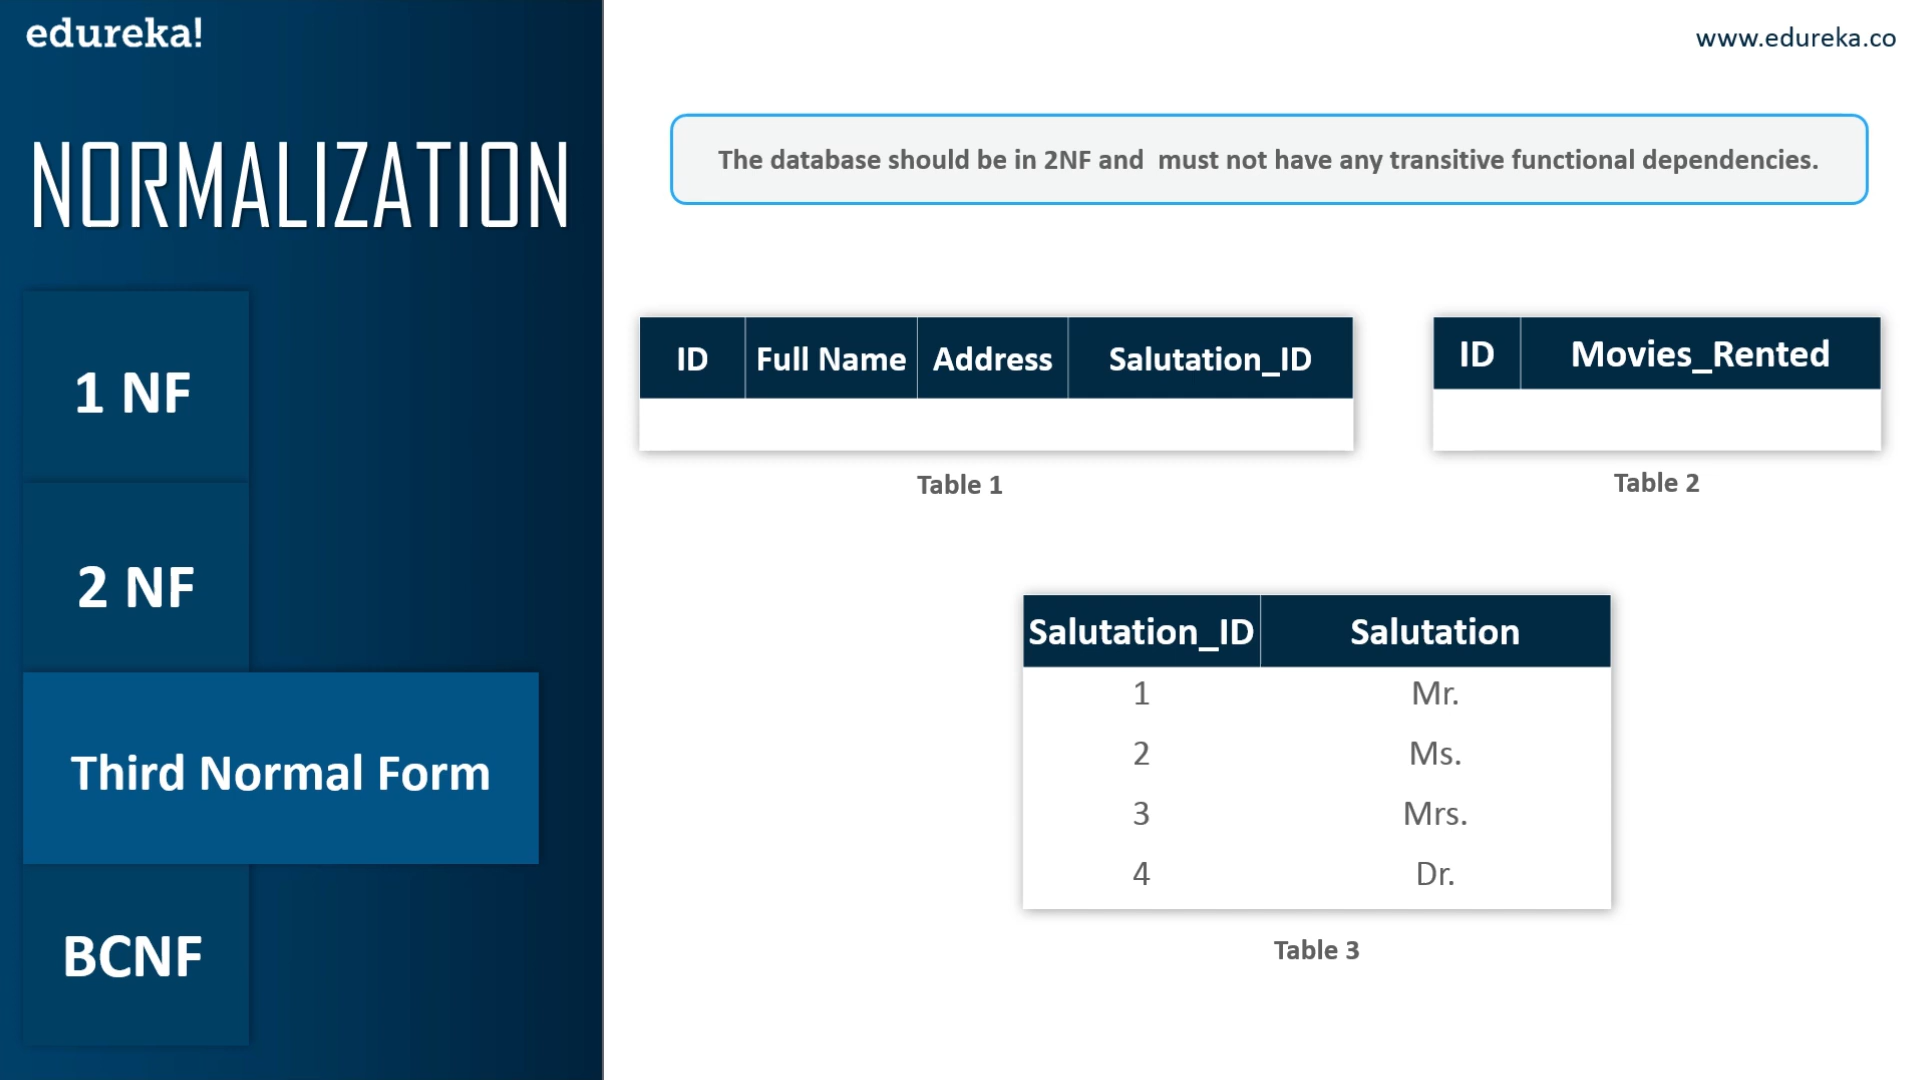 edureka!
www.edureka.co
NORMALIZATION
1 NF
2 NF
Third Normal Form
BCNF
The database should be in 2NF and must not have any transitive functional dependencies.
ID Full Name Address Salutation_ID
Table 1
ID Movies_Rented
Table 2
Salutation_ID Salutation
1 Mr.
2 Ms.
3 Mrs.
4 Dr.
Table 3